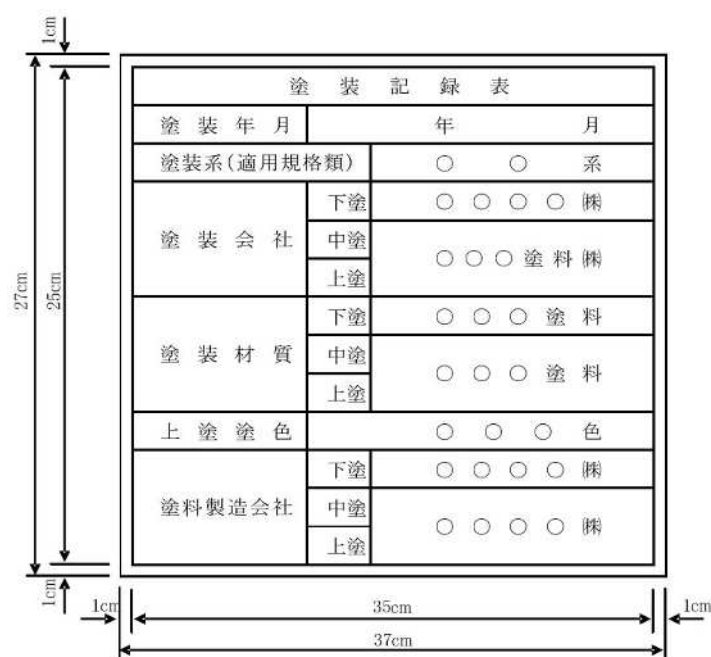 1cm
塗装記録表
塗装年月 年 月
塗装系(適用規格類) ○ ○ 系
塗装会社 下塗 ○ ○ ○ ○ ㈱
中塗 ○ ○ ○ 塗料 ㈱
上塗
塗装材質 下塗 ○ ○ ○ 塗料
中塗 ○ ○ ○ 塗料
上塗
上塗塗色 ○ ○ ○ 色
塗料製造会社 下塗 ○ ○ ○ ○ ㈱
中塗 ○ ○ ○ ○ ㈱
上塗
27cm
25cm
1cm
1cm 35cm 1cm
37cm